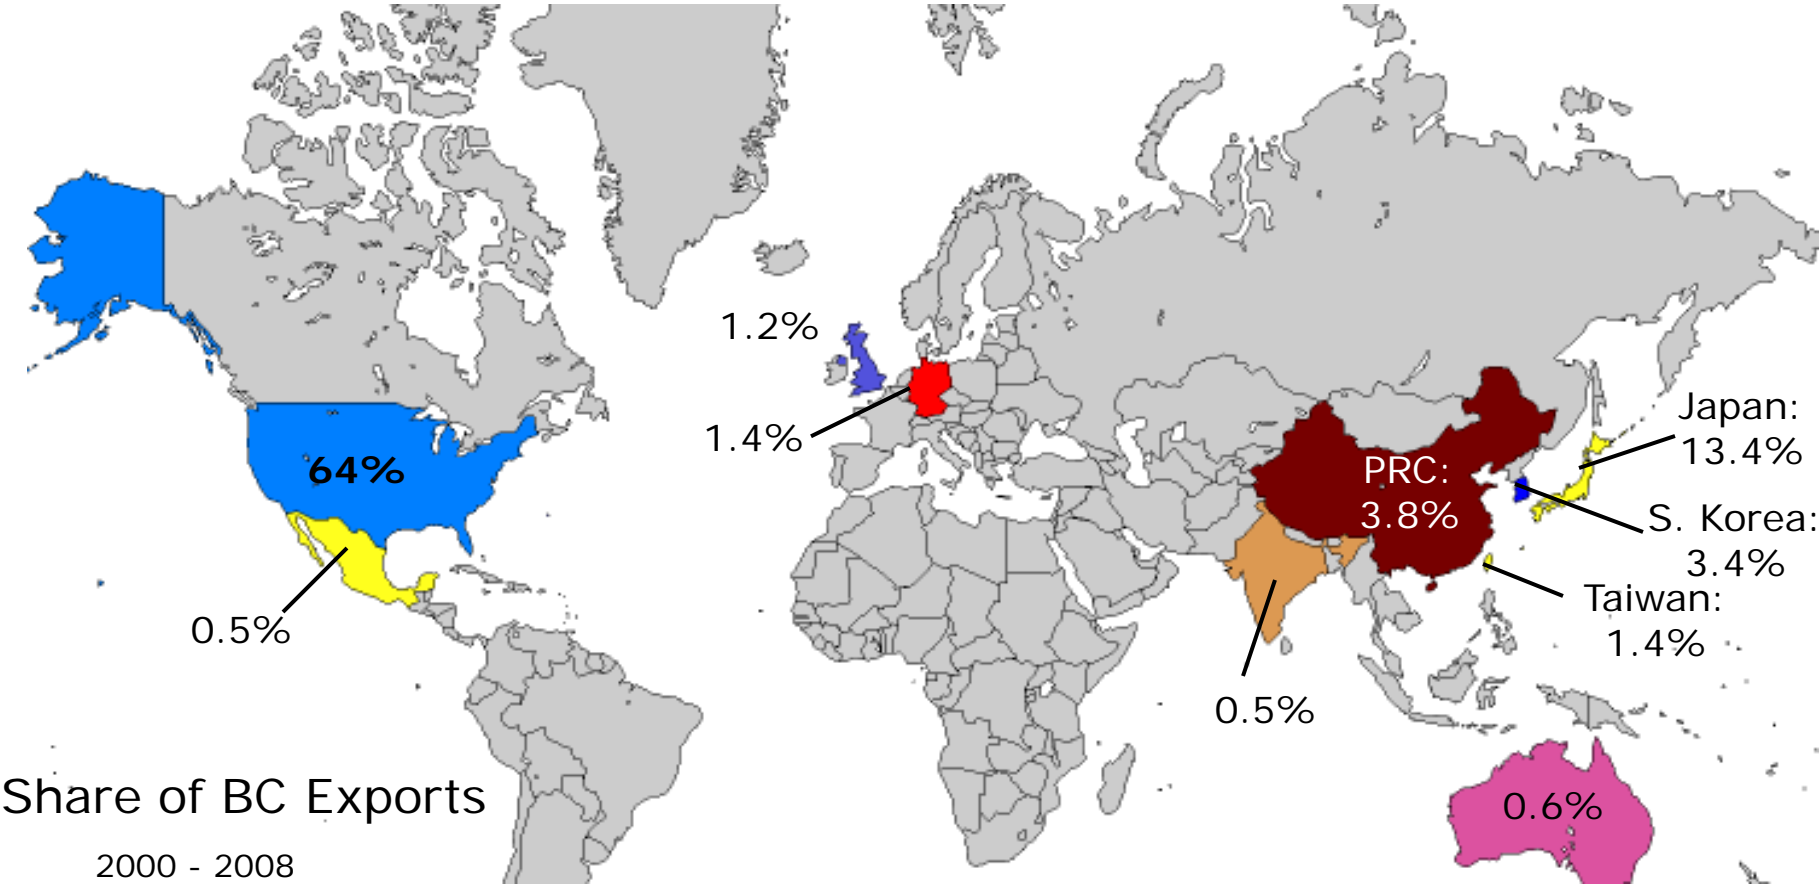 1.2%
1.4%
64%
0.5%
PRC:
3.8%
Japan:
13.4%
S. Korea:
3.4%
Taiwan:
1.4%
0.5%
0.6%
Share of BC Exports
2000 - 2008